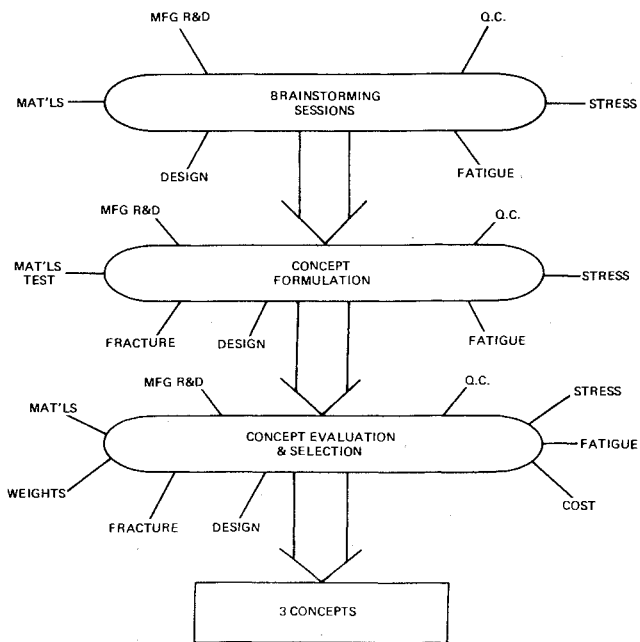 MFG R&D
Q.C.
MAT'LS
BRAINSTORMING
SESSIONS
STRESS
DESIGN
FATIGUE
MFG R&D
Q.C.
MAT'LS
TEST
CONCEPT
FORMULATION
STRESS
FRACTURE
DESIGN
FATIGUE
MFG R&D
Q.C.
STRESS
MAT'LS
CONCEPT EVALUATION
& SELECTION
FATIGUE
WEIGHTS
COST
FRACTURE
DESIGN
3 CONCEPTS